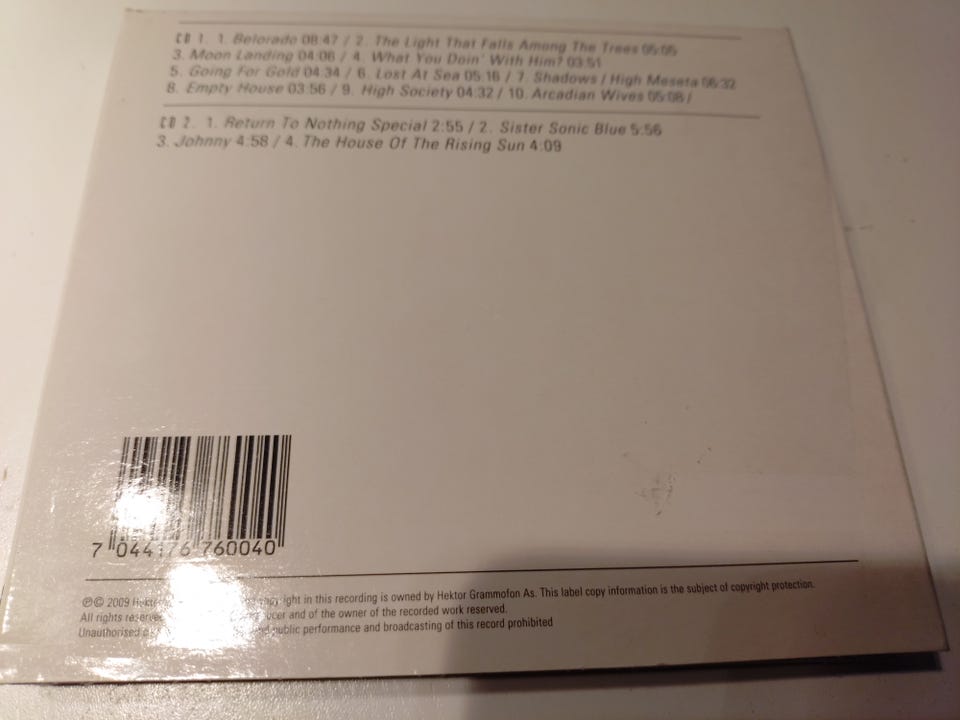 CD 1. 1. Belorado 08:47 / 2. The Light That Falls Among The Trees 05:05
3. Moon Landing 04:06 / 4. What You Doin' With Him? 03:51
5. Going For Gold 04:34 / 6. Lost At Sea 05:16 / 7. Shadows / High Meseta 06:32
8. Empty House 03:56 / 9. High Society 04:32 / 10. Arcadian Wives 05:08 /
CD 2. 1. Return To Nothing Special 2:55 / 2. Sister Sonic Blue 5:56
3. Johnny 4:58 / 4. The House Of The Rising Sun 4:09
7 044176 760040
℗© 2009 in this recording is owned by Hektor Grammofon As. This label copy information is the subject of copyright protection.
All rights and of the owner of the recorded work reserved.
Unauthorised public performance and broadcasting of this record prohibited